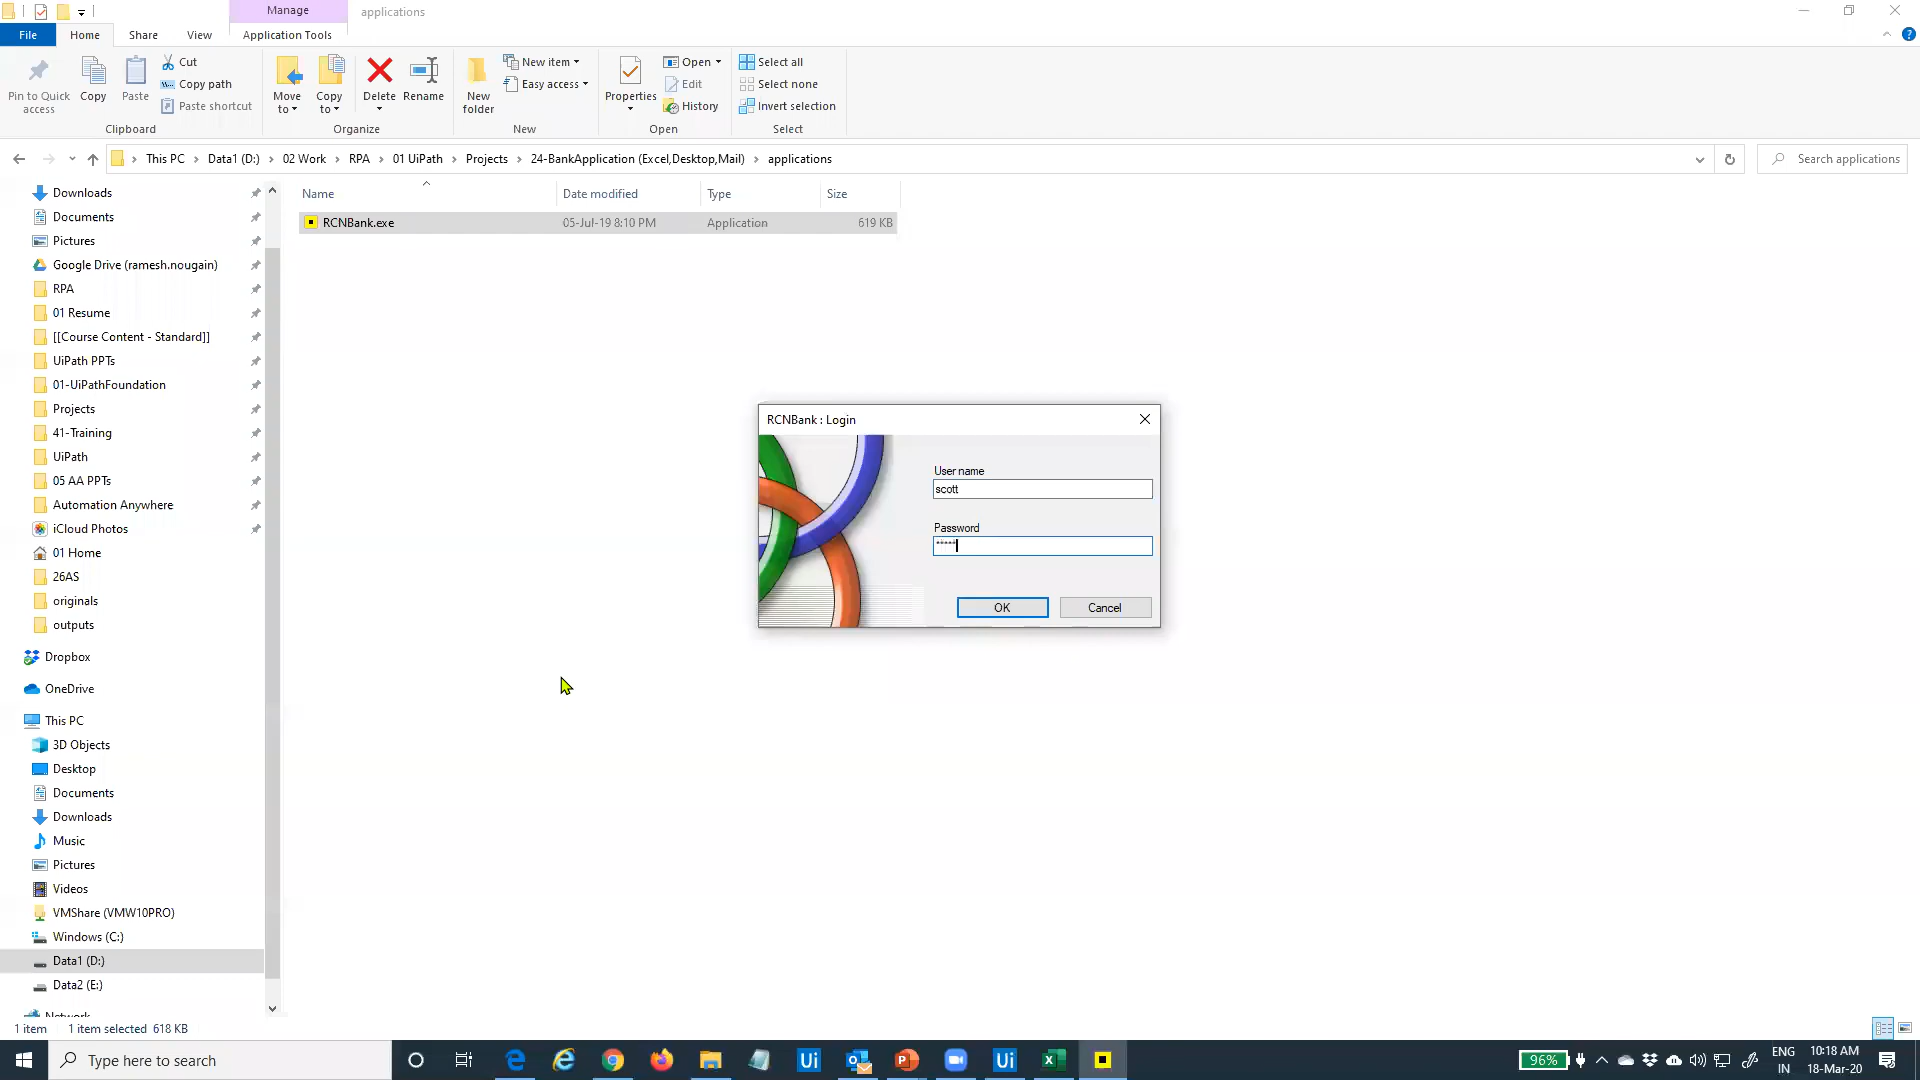 Manage
applications
File
Home
Share
View
Application Tools
Pin to Quick access
Copy
Paste
Cut
Copy path
Paste shortcut
Clipboard
Move to
Copy to
Delete
Rename
Organize
New folder
New item
Easy access
New
Properties
Open
Edit
History
Open
Select all
Select none
Invert selection
Select
This PC
Data1 (D:)
02 Work
RPA
01 UiPath
Projects
24-BankApplication (Excel,Desktop,Mail)
applications
Search applications
Name
Date modified
Type
Size
RCNBank.exe
05-Jul-19 8:10 PM
Application
619 KB
Downloads
Documents
Pictures
Google Drive (ramesh.nougain)
RPA
01 Resume
[[Course Content - Standard]]
UiPath PPTs
01-UiPathFoundation
Projects
41-Training
UiPath
05 AA PPTs
Automation Anywhere
iCloud Photos
01 Home
26AS
originals
outputs
Dropbox
OneDrive
This PC
3D Objects
Desktop
Documents
Downloads
Music
Pictures
Videos
VMShare (VMW10PRO)
Windows (C:)
Data1 (D:)
Data2 (E:)
Network
RCNBank : Login
User name
scott
Password
*****
OK
Cancel
1 item
1 item selected 618 KB
Type here to search
Ui
Ui
96%
ENG
IN
10:18 AM
18-Mar-20